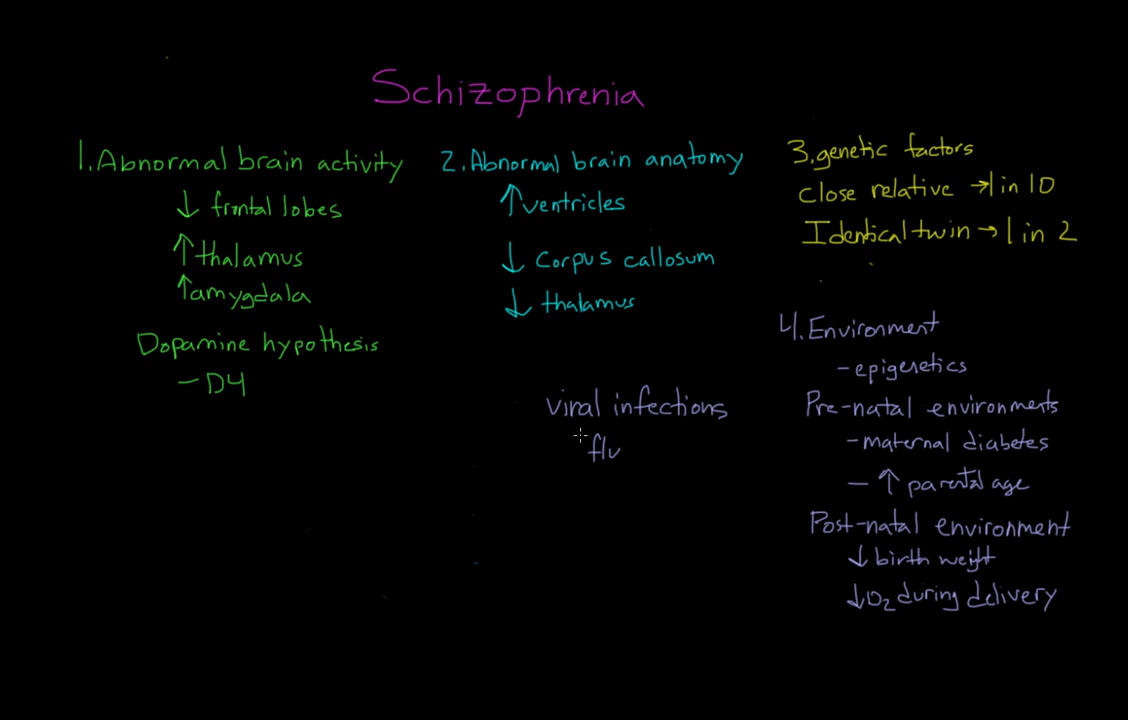 Schizophrenia
1. Abnormal brain activity
↓ frontal lobes
↑ thalamus
↑ amygdala
Dopamine hypothesis
- D4
2. Abnormal brain anatomy
↑ ventricles
↓ corpus callosum
↓ thalamus
3. genetic factors
Close relative → 1 in 10
Identical twin → 1 in 2
4. Environment
- epigenetics
Pre-natal environments
- maternal diabetes
- ↑ parental age
Post-natal environment
↓ birth weight
↓ O₂ during delivery
viral infections
flu